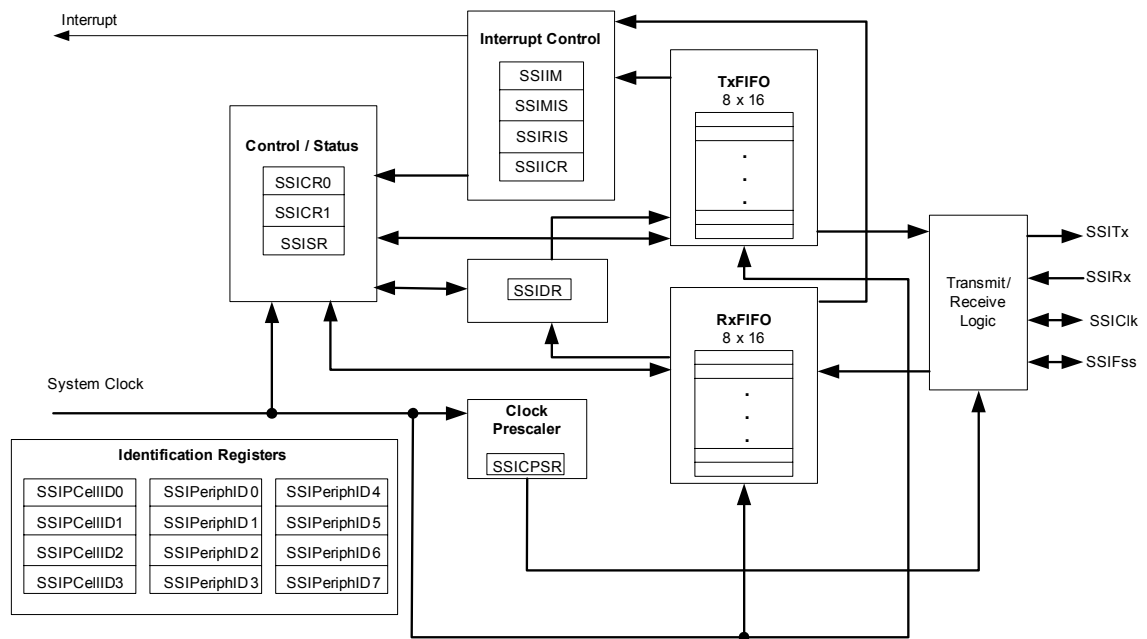 Interrupt
Interrupt Control
SSIIM
SSIMIS
SSIRIS
SSIICR
TxFIFO
8 x 16
.
.
.
Control / Status
SSICR0
SSICR1
SSISR
SSIDR
RxFIFO
8 x 16
.
.
.
Transmit/
Receive
Logic
SSITx
SSIRx
SSIClk
SSIFss
System Clock
Clock
Prescaler
SSICPSR
Identification Registers
SSIPCellID0
SSIPCellID1
SSIPCellID2
SSIPCellID3
SSIPeriphID0
SSIPeriphID1
SSIPeriphID2
SSIPeriphID3
SSIPeriphID4
SSIPeriphID5
SSIPeriphID6
SSIPeriphID7